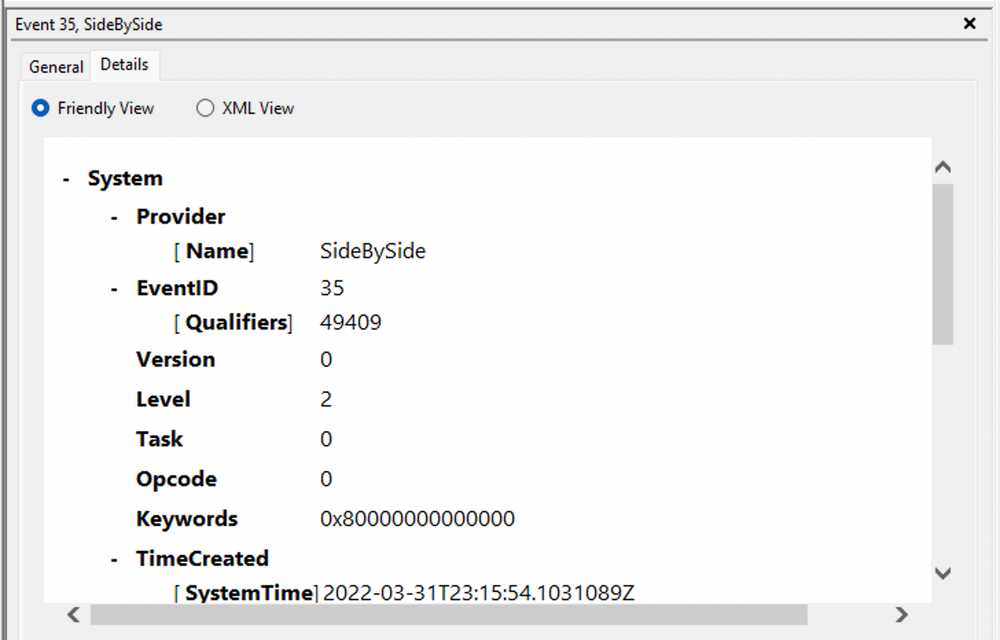 Event 35, SideBySide
General Details
Friendly View XML View
- System
- Provider
[ Name] SideBySide
- EventID 35
[ Qualifiers] 49409
Version 0
Level 2
Task 0
Opcode 0
Keywords 0x80000000000000
- TimeCreated
[ SystemTime] 2022-03-31T23:15:54.1031089Z